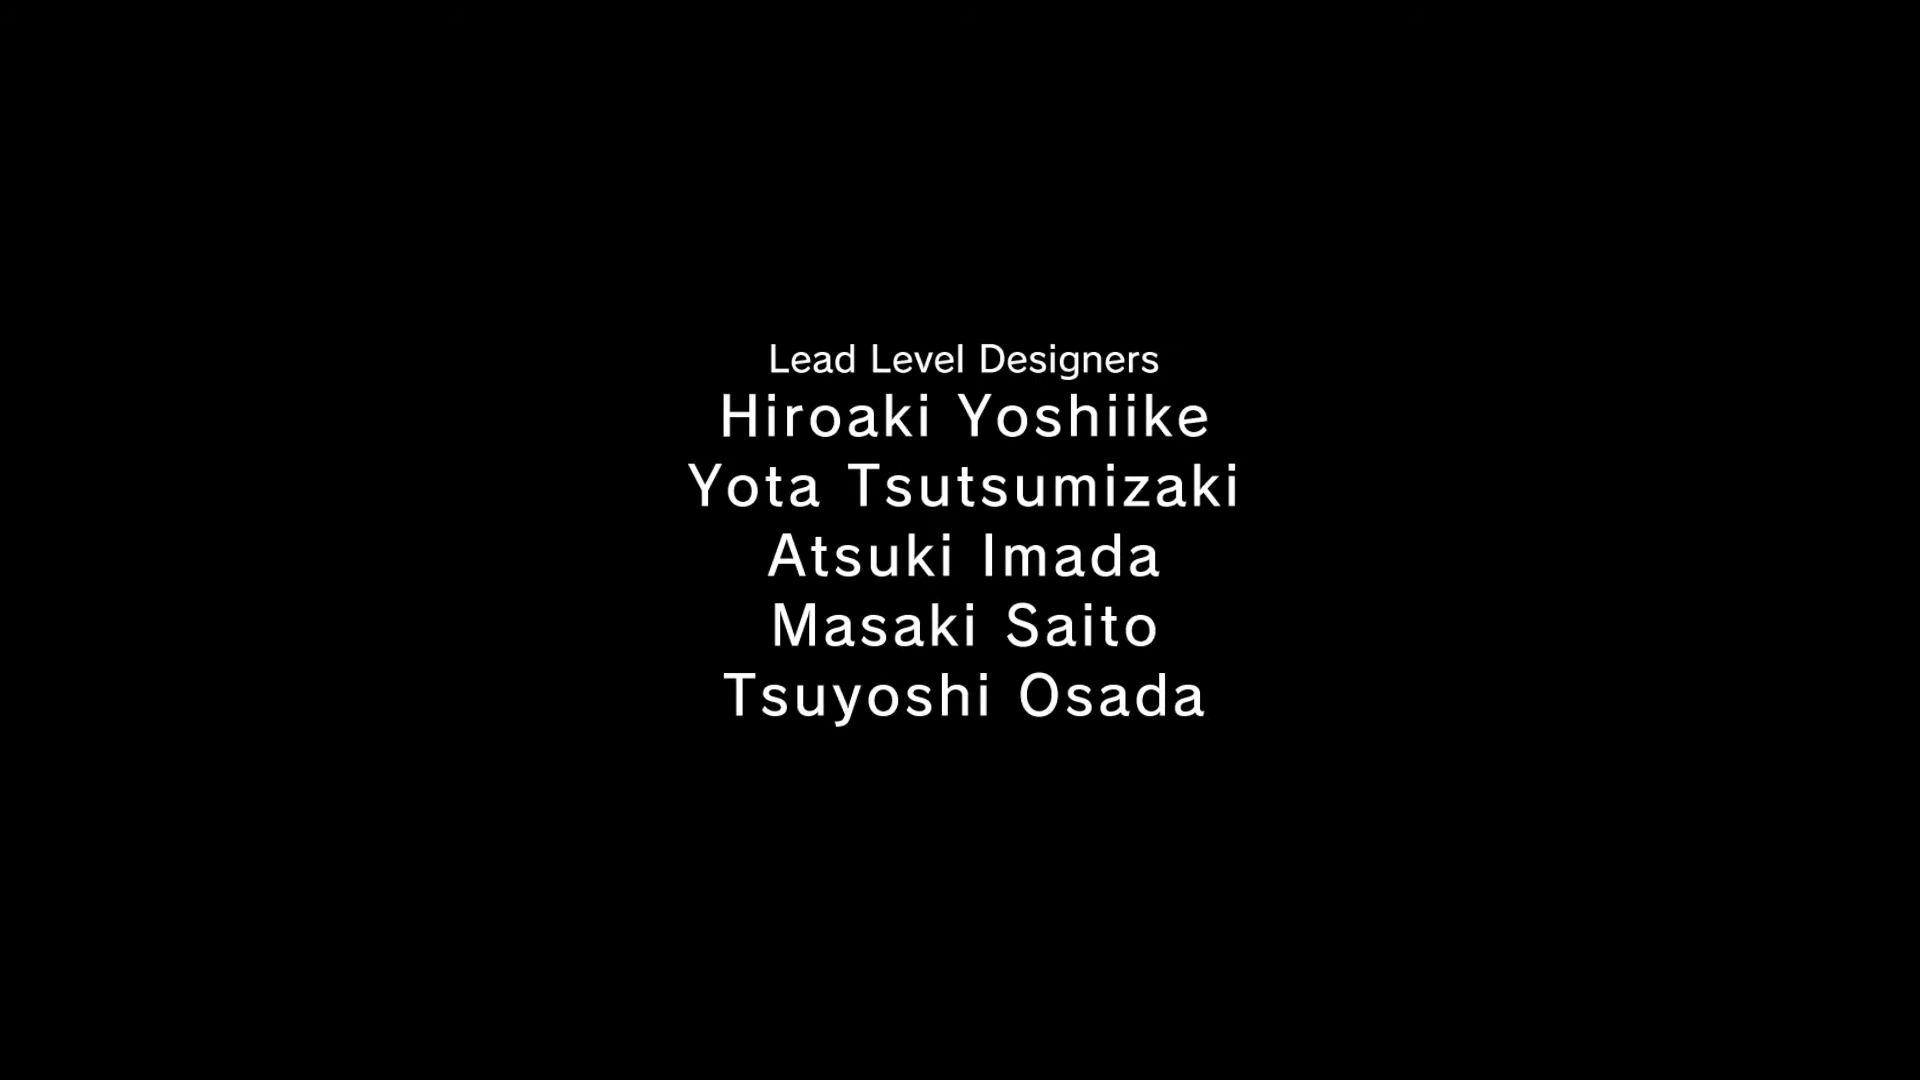 Lead Level Designers
Hiroaki Yoshiike
Yota Tsutsumizaki
Atsuki Imada
Masaki Saito
Tsuyoshi Osada